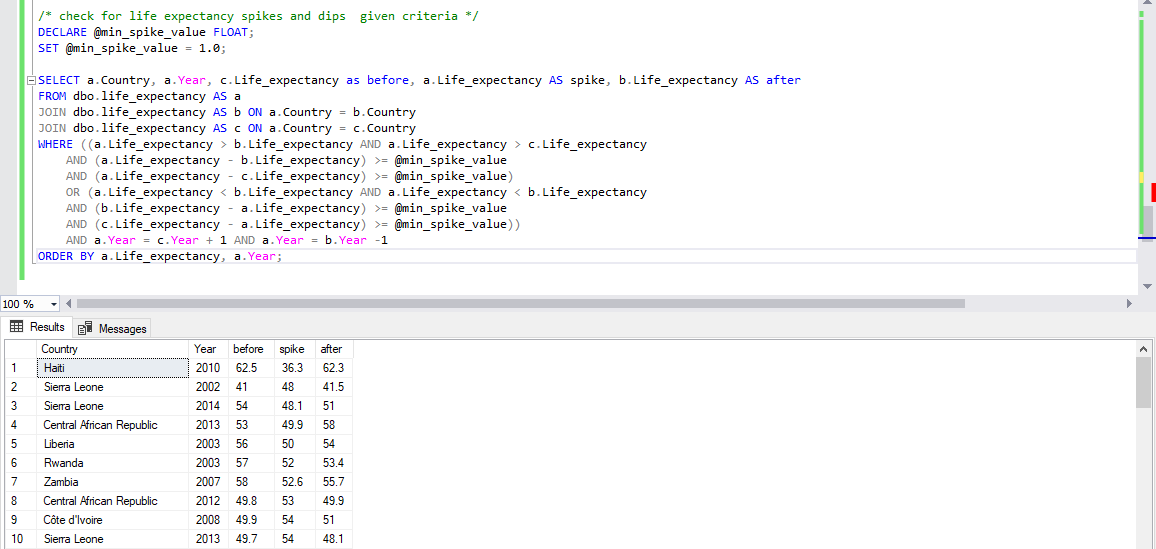 /* check for life expectancy spikes and dips  given criteria */
DECLARE @min_spike_value FLOAT;
SET @min_spike_value = 1.0;
SELECT a.Country, a.Year, c.Life_expectancy as before, a.Life_expectancy AS spike, b.Life_expectancy AS after
FROM dbo.life_expectancy AS a
JOIN dbo.life_expectancy AS b ON a.Country = b.Country
JOIN dbo.life_expectancy AS c ON a.Country = c.Country
WHERE ((a.Life_expectancy > b.Life_expectancy AND a.Life_expectancy > c.Life_expectancy
AND (a.Life_expectancy - b.Life_expectancy) >= @min_spike_value
AND (a.Life_expectancy - c.Life_expectancy) >= @min_spike_value)
OR (a.Life_expectancy < b.Life_expectancy AND a.Life_expectancy < b.Life_expectancy
AND (b.Life_expectancy - a.Life_expectancy) >= @min_spike_value
AND (c.Life_expectancy - a.Life_expectancy) >= @min_spike_value))
AND a.Year = c.Year + 1 AND a.Year = b.Year -1
ORDER BY a.Life_expectancy, a.Year;
100 %
Results Messages
Country Year before spike after
1 Haiti 2010 62.5 36.3 62.3
2 Sierra Leone 2002 41 48 41.5
3 Sierra Leone 2014 54 48.1 51
4 Central African Republic 2013 53 49.9 58
5 Liberia 2003 56 50 54
6 Rwanda 2003 57 52 53.4
7 Zambia 2007 58 52.6 55.7
8 Central African Republic 2012 49.8 53 49.9
9 Côte d'Ivoire 2008 49.9 54 51
10 Sierra Leone 2013 49.7 54 48.1